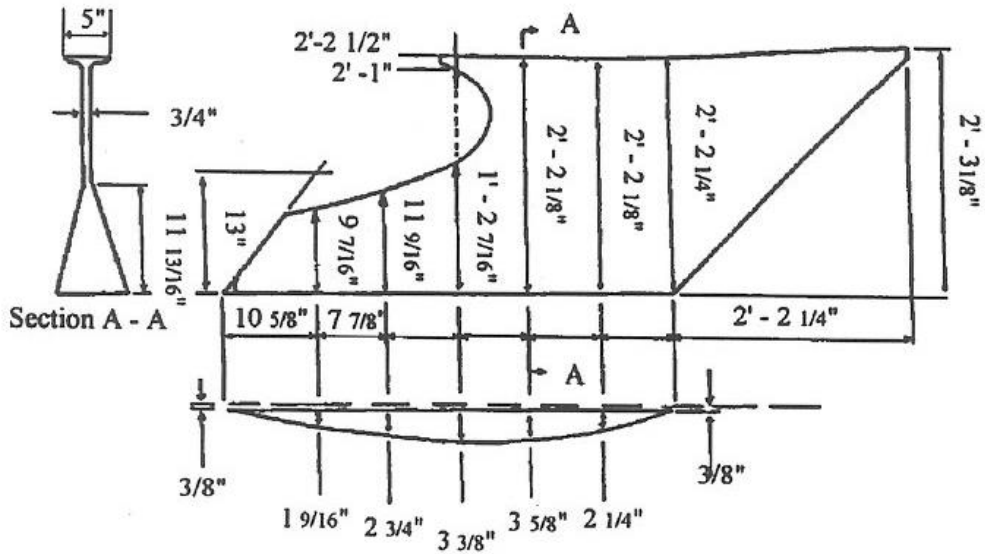 5"
A
2'-2 1/2"
2' -1"
3/4"
2' - 3 1/8"
2' - 2 1/4"
2' - 2 1/8"
2' - 2 1/8"
1' - 2 7/16"
11 9/16"
9 7/16"
13"
11 13/16"
Section A - A
10 5/8"
7 7/8'
2' - 2 1/4"
A
3/8"
3/8"
1 9/16"
2 3/4"
3 3/8"
3 5/8"
2 1/4"